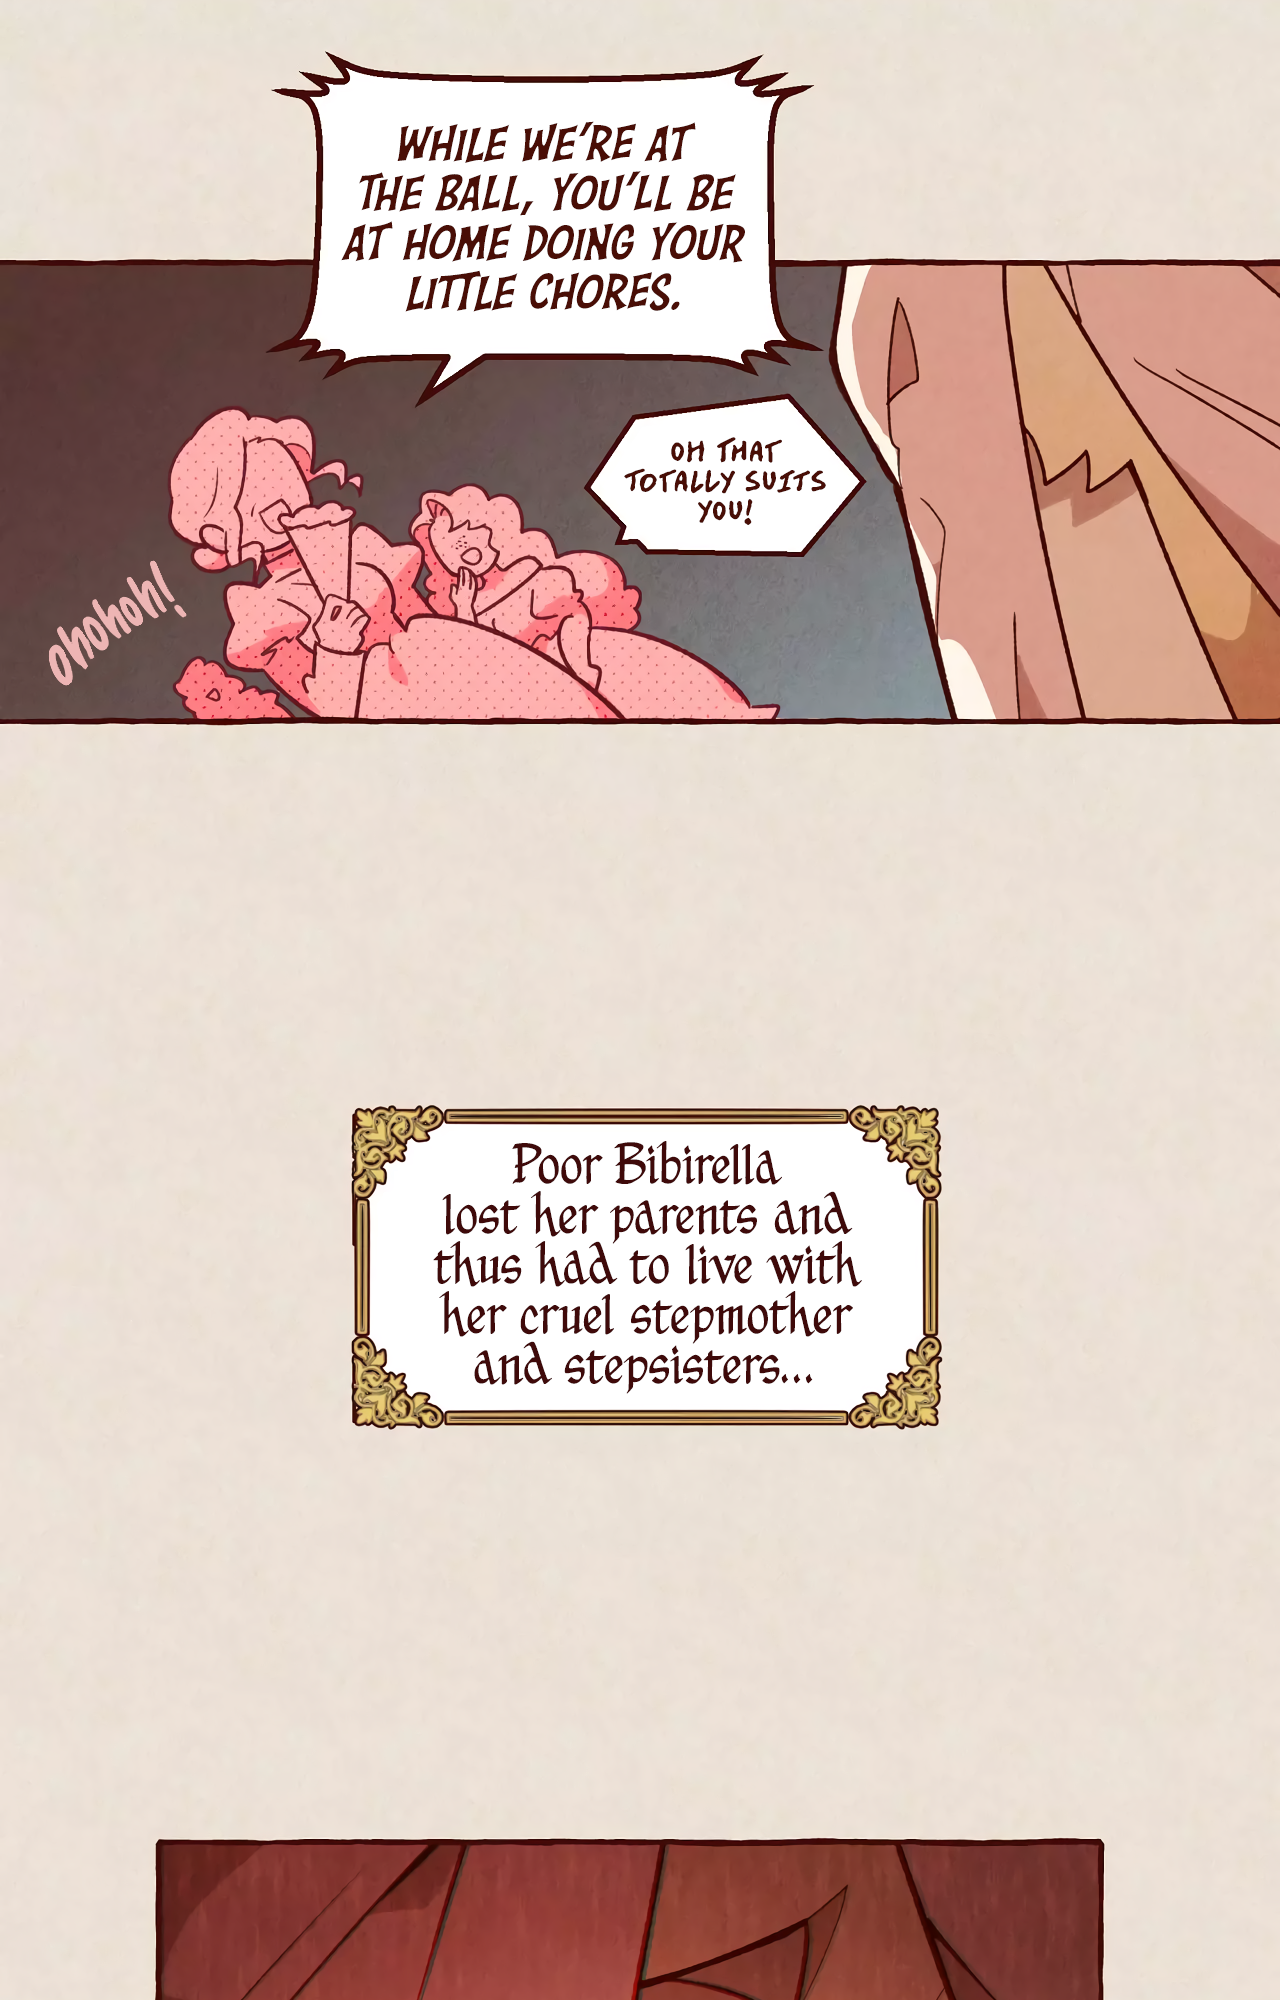 WHILE WE'RE AT
THE BALL, YOU'LL BE
AT HOME DOING YOUR
LITTLE CHORES.
OH THAT
TOTALLY SUITS
YOU!
ohohoh!
Poor Bibirella
lost her parents and
thus had to live with
her cruel stepmother
and stepsisters...